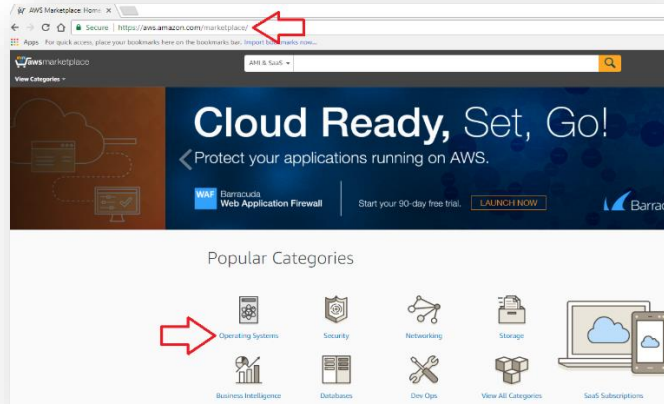 AWS Marketplace: Home
Secure | https://aws.amazon.com/marketplace/
Apps For quick access, place your bookmarks here on the bookmarks bar. Import bookmarks now...
awsmarketplace
AMI & SaaS
View Categories
Cloud Ready, Set, Go!
Protect your applications running on AWS.
WAF Barracuda Web Application Firewall
Start your 90-day free trial.
LAUNCH NOW
Barrac
Popular Categories
Operating Systems Security Networking Storage
Business Intelligence Databases Dev Ops View All Categories SaaS Subscriptions